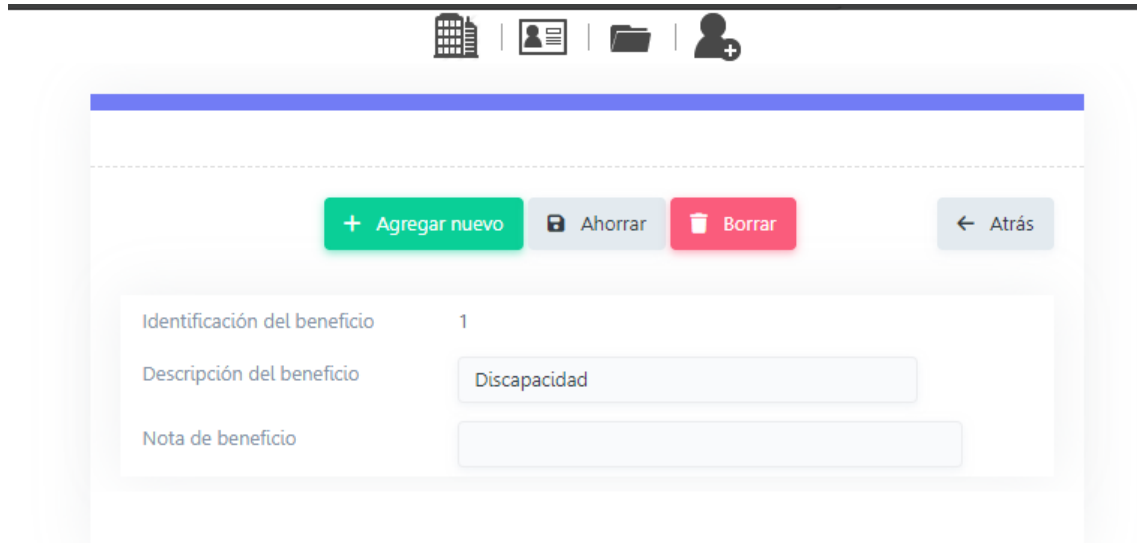 Agregar nuevo Ahorrar Borrar Atrás
Identificación del beneficio 1
Descripción del beneficio Discapacidad
Nota de beneficio